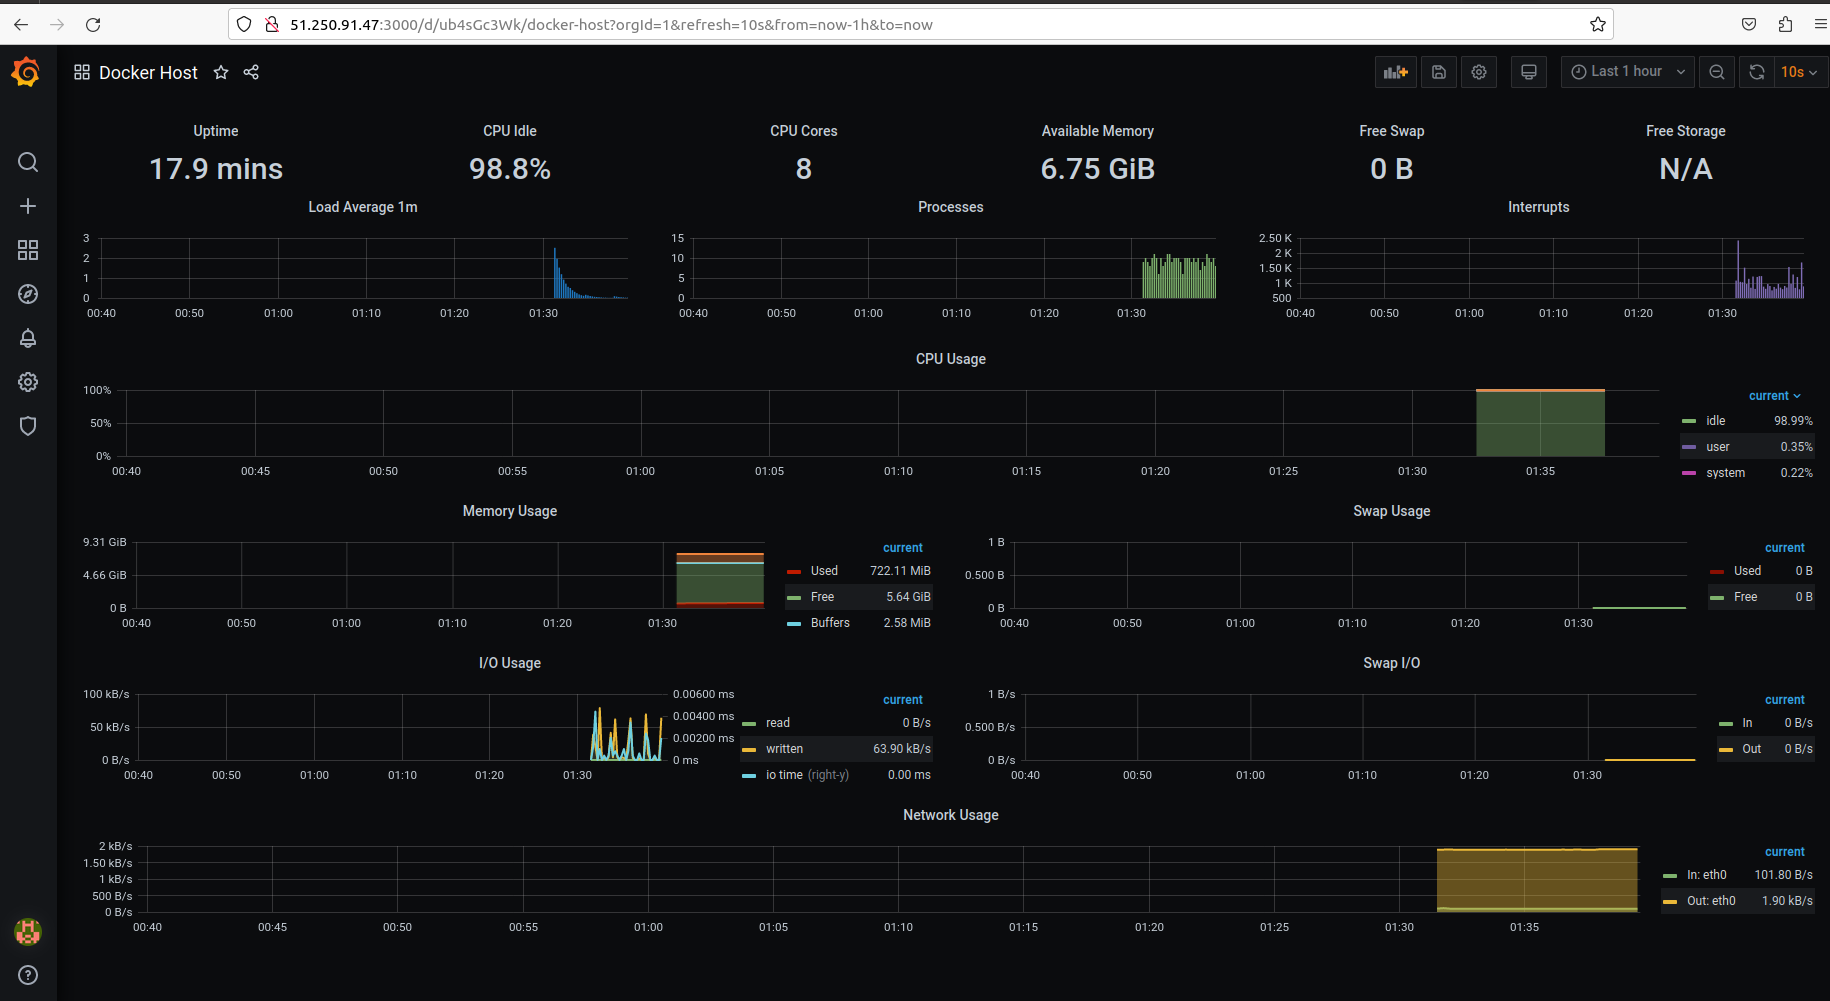 51.250.91.47:3000/d/ub4sGc3Wk/docker-host?orgId=1&refresh=10s&from=now-1h&to=now
Docker Host
Last 1 hour
10s
Uptime
17.9 mins
CPU Idle
98.8%
CPU Cores
8
Available Memory
6.75 GiB
Free Swap
0 B
Free Storage
N/A
Load Average 1m
3
2
1
0
00:40 00:50 01:00 01:10 01:20 01:30
Processes
15
10
5
0
00:40 00:50 01:00 01:10 01:20 01:30
Interrupts
2.50 K
2 K
1.50 K
1 K
500
00:40 00:50 01:00 01:10 01:20 01:30
CPU Usage
100%
50%
0%
00:40 00:45 00:50 00:55 01:00 01:05 01:10 01:15 01:20 01:25 01:30 01:35
current
idle 98.99%
user 0.35%
system 0.22%
Memory Usage
9.31 GiB
4.66 GiB
0 B
00:40 00:50 01:00 01:10 01:20 01:30
current
Used 722.11 MiB
Free 5.64 GiB
Buffers 2.58 MiB
Swap Usage
1 B
0.500 B
0 B
00:40 00:50 01:00 01:10 01:20 01:30
current
Used 0 B
Free 0 B
I/O Usage
100 kB/s
50 kB/s
0 B/s
0.00600 ms
0.00400 ms
0.00200 ms
0 ms
00:40 00:50 01:00 01:10 01:20 01:30
current
read 0 B/s
written 63.90 kB/s
io time (right-y) 0.00 ms
Swap I/O
1 B/s
0.500 B/s
0 B/s
00:40 00:50 01:00 01:10 01:20 01:30
current
In 0 B/s
Out 0 B/s
Network Usage
2 kB/s
1.50 kB/s
1 kB/s
500 B/s
0 B/s
00:40 00:45 00:50 00:55 01:00 01:05 01:10 01:15 01:20 01:25 01:30 01:35
current
In: eth0 101.80 B/s
Out: eth0 1.90 kB/s